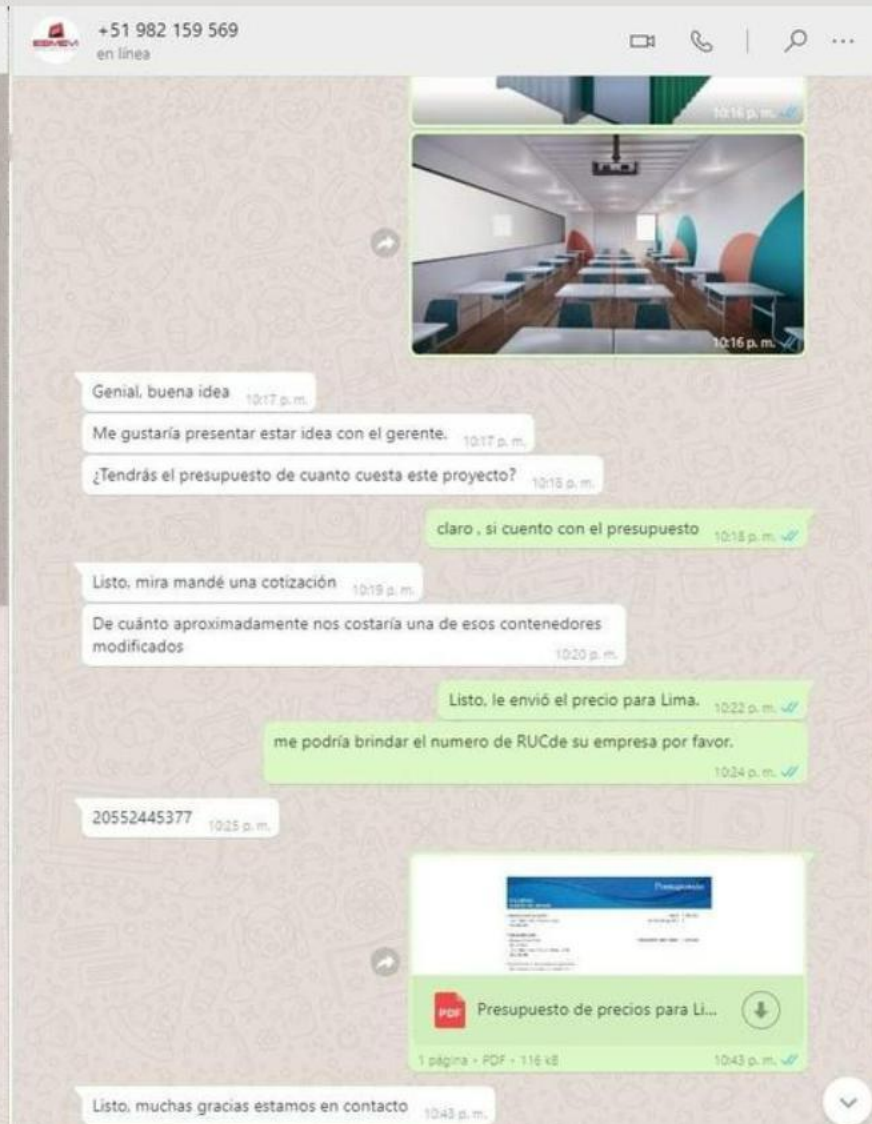 +51 982 159 569
en línea
10:16 p. m.
10:16 p. m.
Genial, buena idea 10:17 p. m.
Me gustaría presentar estar idea con el gerente. 10:17 p. m.
¿Tendrás el presupuesto de cuanto cuesta este proyecto? 10:18 p. m.
claro , si cuento con el presupuesto 10:18 p. m.
Listo, mira mandé una cotización 10:19 p. m.
De cuánto aproximadamente nos costaría una de esos contenedores
modificados 10:20 p. m.
Listo, le envió el precio para Lima. 10:22 p. m.
me podría brindar el numero de RUCde su empresa por favor.
10:24 p. m.
20552445377 10:25 p. m.
Presupuesto
PDF Presupuesto de precios para Li...
1 página • PDF • 116 kB 10:43 p. m.
Listo, muchas gracias estamos en contacto 10:43 p. m.